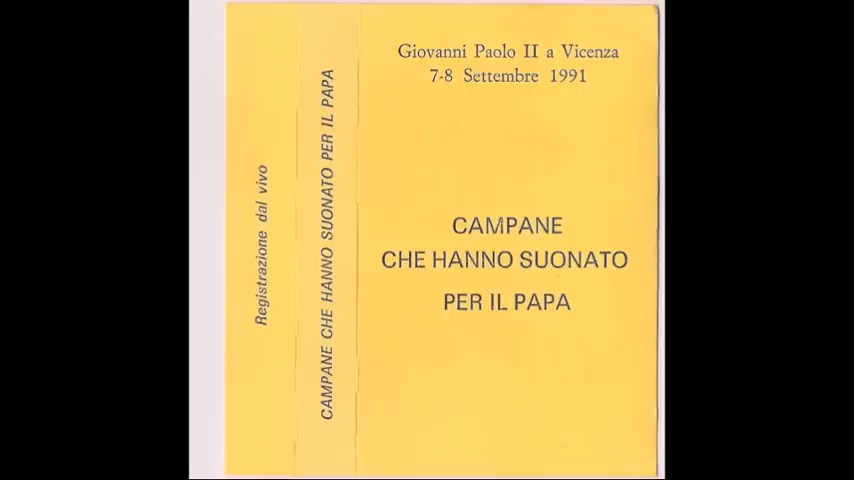 Giovanni Paolo II a Vicenza
7-8 Settembre 1991
CAMPANE
CHE HANNO SUONATO
PER IL PAPA
CAMPANE CHE HANNO SUONATO PER IL PAPA
Registrazione dal vivo